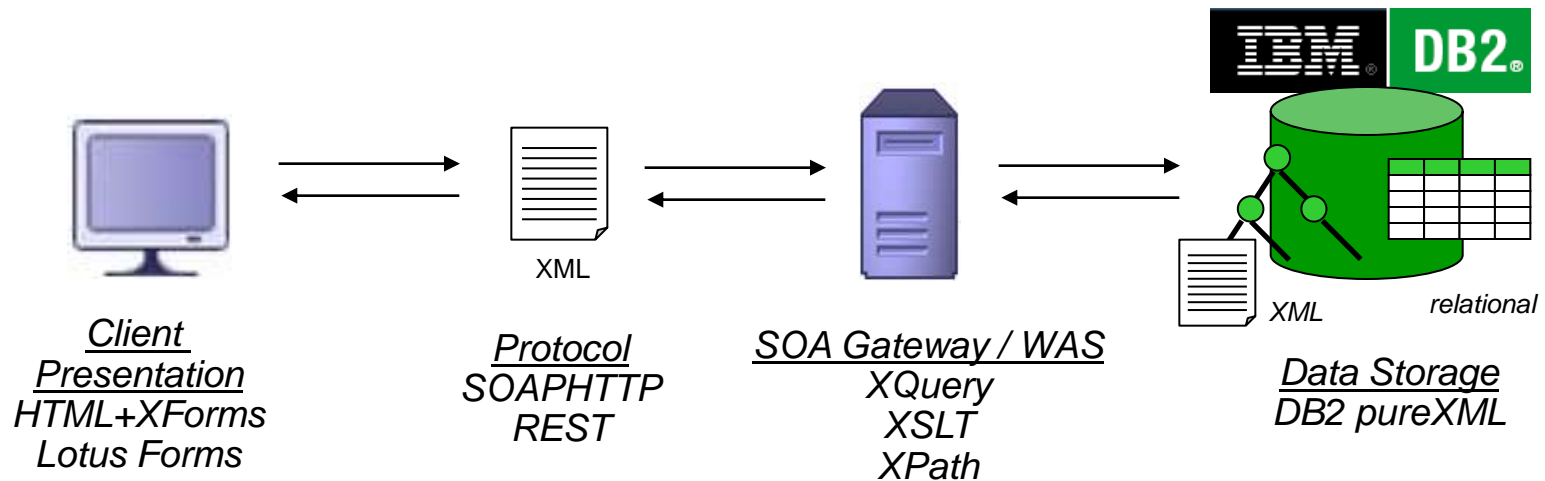 IBM®
DB2®
XML
XML
relational
Client
Presentation
HTML+XForms
Lotus Forms
Protocol
SOAPHTTP
REST
SOA Gateway / WAS
XQuery
XSLT
XPath
Data Storage
DB2 pureXML